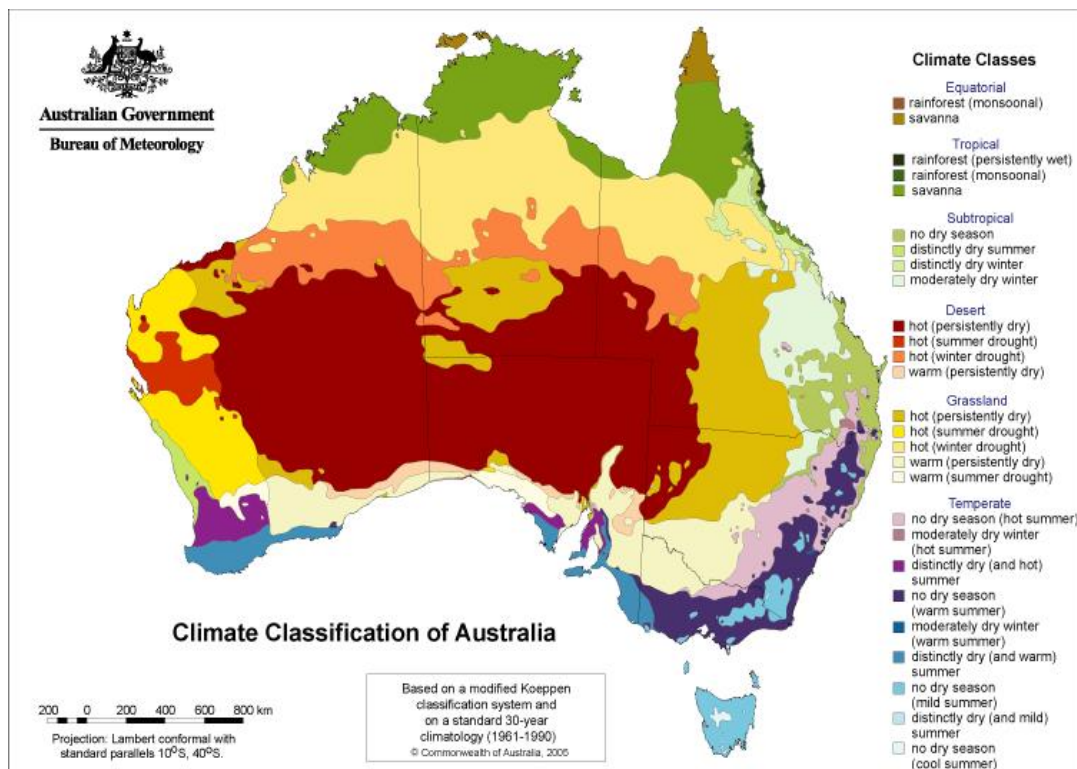 Australian Government
Bureau of Meteorology
Climate Classes
Equatorial
rainforest (monsoonal)
savanna
Tropical
rainforest (persistently wet)
rainforest (monsoonal)
savanna
Subtropical
no dry season
distinctly dry summer
distinctly dry winter
moderately dry winter
Desert
hot (persistently dry)
hot (summer drought)
hot (winter drought)
warm (persistently dry)
Grassland
hot (persistently dry)
hot (summer drought)
hot (winter drought)
warm (persistently dry)
warm (summer drought)
Temperate
no dry season (hot summer)
moderately dry winter
(hot summer)
distinctly dry (and hot)
summer
no dry season
(warm summer)
moderately dry winter
(warm summer)
distinctly dry (and warm)
summer
no dry season
(mild summer)
distinctly dry (and mild)
summer
no dry season
(cool summer)
Climate Classification of Australia
Based on a modified Koeppen
classification system and
on a standard 30-year
climatology (1961-1990)
© Commonwealth of Australia, 2005
200 0 200 400 600 800 km
Projection: Lambert conformal with
standard parallels 10°S, 40°S.